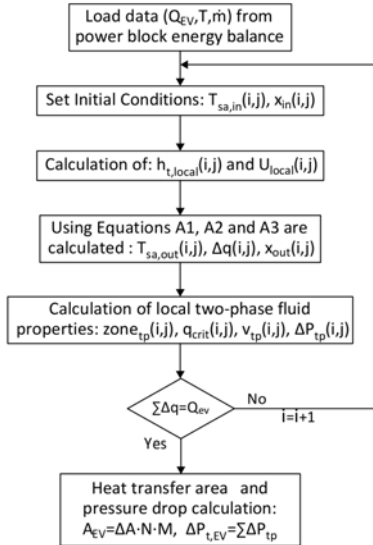 Load data (Q_EV,T,ṁ) from
power block energy balance
Set Initial Conditions: T_sa,in(i,j), x_in(i,j)
Calculation of:
h_t,local(i,j) and U_local(i,j)
Using Equations A1, A2 and A3 are
calculated : T_sa,out(i,j), Δq(i,j), x_out(i,j)
Calculation of local two-phase fluid
properties: zone_tp(i,j), q_crit(i,j), v_tp(i,j), ΔP_tp(i,j)
∑Δq=Q_ev
No
i=i+1
Yes
Heat transfer area and
pressure drop calculation:
A_EV=ΔA·N·M, ΔP_t,EV=∑ΔP_tp